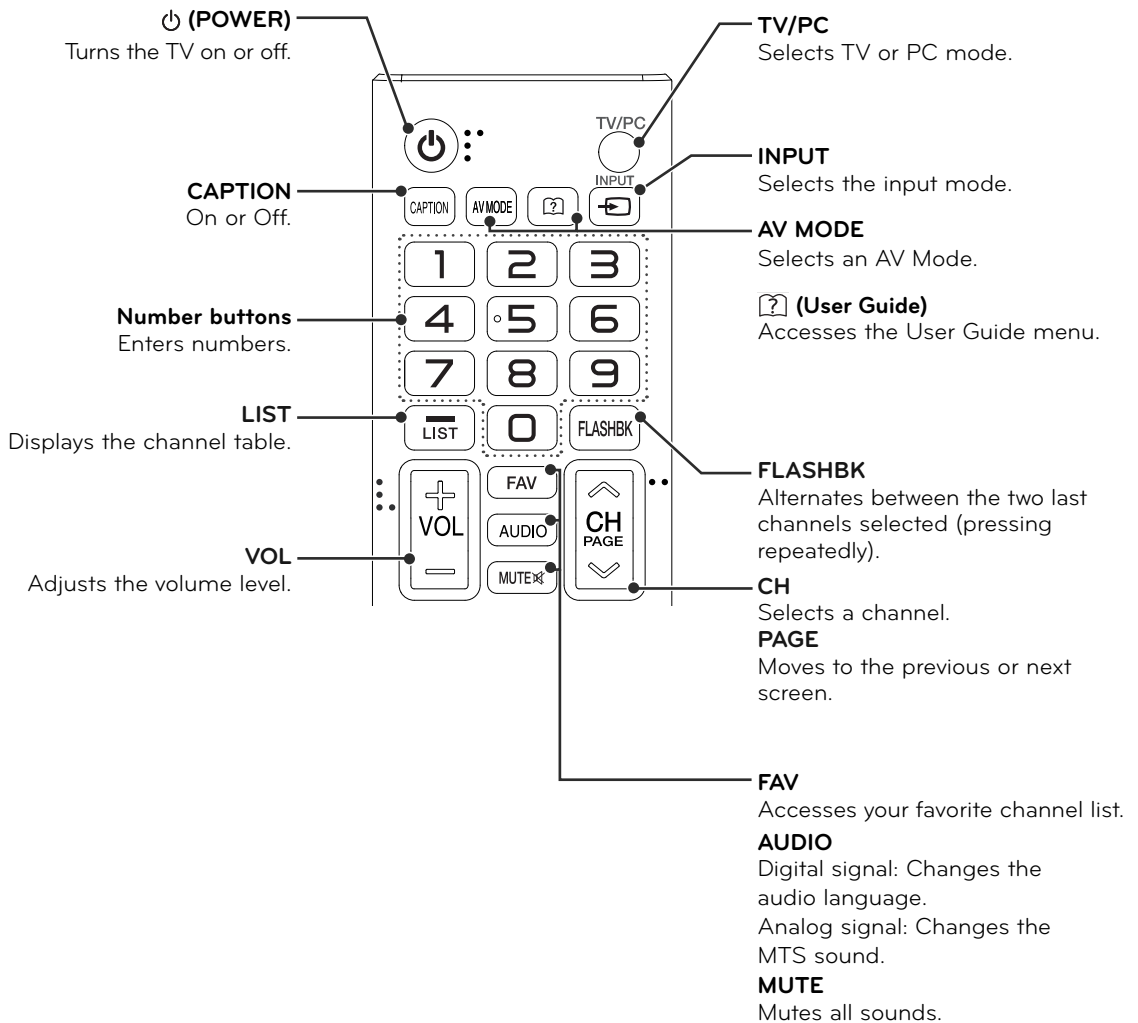 ⏻ (POWER)
Turns the TV on or off.
CAPTION
On or Off.
Number buttons
Enters numbers.
LIST
Displays the channel table.
VOL
Adjusts the volume level.
TV/PC
INPUT
CAPTION
AV MODE
?
1
2
3
4
5
6
7
8
9
LIST
0
FLASHBK
+
VOL
—
FAV
AUDIO
MUTE
CH
PAGE
TV/PC
Selects TV or PC mode.
INPUT
Selects the input mode.
AV MODE
Selects an AV Mode.
? (User Guide)
Accesses the User Guide menu.
FLASHBK
Alternates between the two last
channels selected (pressing
repeatedly).
CH
Selects a channel.
PAGE
Moves to the previous or next
screen.
FAV
Accesses your favorite channel list.
AUDIO
Digital signal: Changes the
audio language.
Analog signal: Changes the
MTS sound.
MUTE
Mutes all sounds.